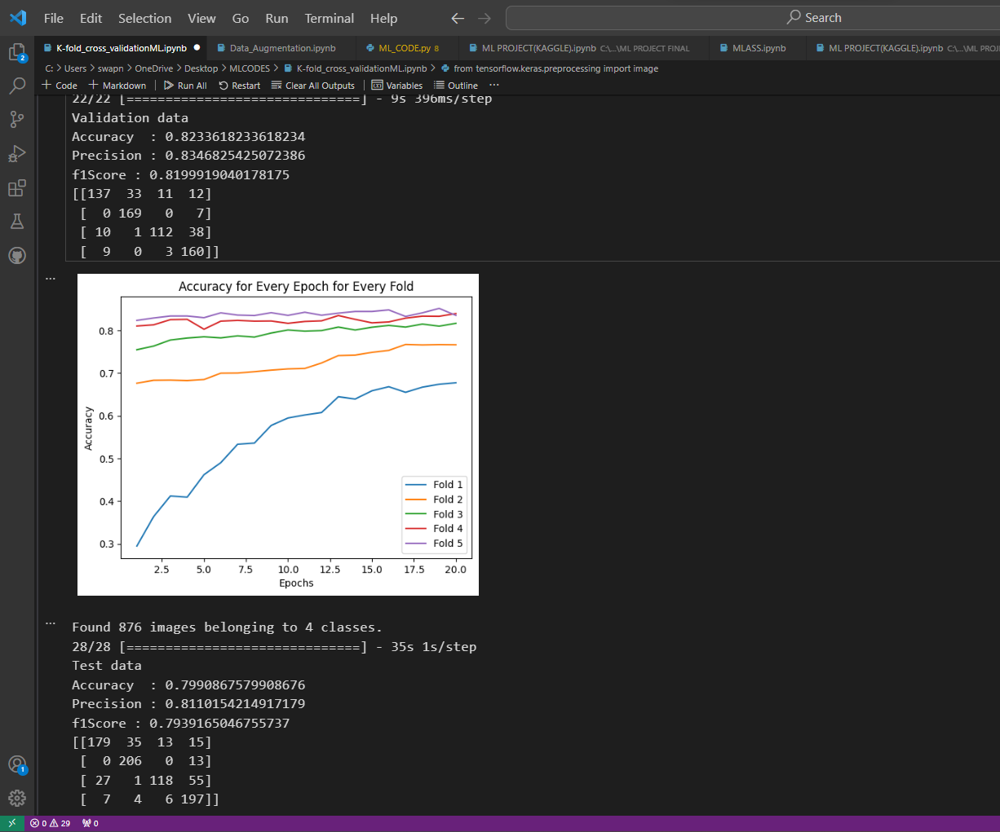 File Edit Selection View Go Run Terminal Help Search
K-fold_cross_validationML.ipynb Data_Augmentation.ipynb ML_CODE.py 8 ML PROJECT(KAGGLE).ipynb C:\...\ML PROJECT FINAL MLASS.ipynb ML PROJECT(KAGGLE).ipynb C:\...\ML PROJ
C: > Users > swapn > OneDrive > Desktop > MLCODES > K-fold_cross_validationML.ipynb > from tensorflow.keras.preprocessing import image
+ Code + Markdown Run All Restart Clear All Outputs Variables Outline ...
22/22 [==============================] - 9s 396ms/step
Validation data
Accuracy  : 0.8233618233618234
Precision : 0.8346825425072386
f1Score : 0.8199919040178175
[[137  33  11  12]
 [  0 169   0   7]
 [ 10   1 112  38]
 [  9   0   3 160]]
...
Accuracy for Every Epoch for Every Fold
0.8
0.7
0.6
0.5
0.4
0.3
Accuracy
Fold 1
Fold 2
Fold 3
Fold 4
Fold 5
2.5 5.0 7.5 10.0 12.5 15.0 17.5 20.0
Epochs
...
Found 876 images belonging to 4 classes.
28/28 [==============================] - 35s 1s/step
Test data
Accuracy  : 0.7990867579908676
Precision : 0.8110154214917179
f1Score : 0.7939165046755737
[[179  35  13  15]
 [  0 206   0  13]
 [ 27   1 118  55]
 [  7   4   6 197]]
2
1
0 29 0